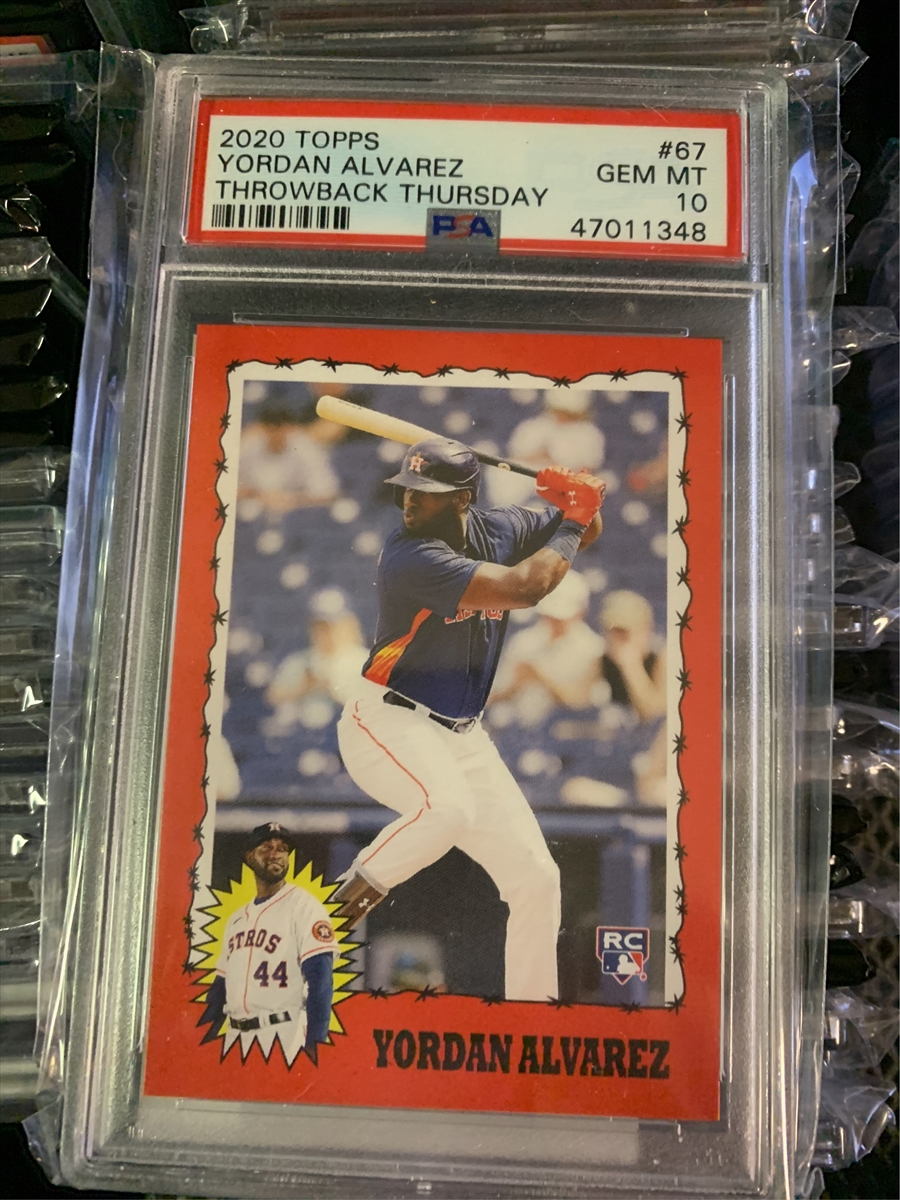 2020 TOPPS #67
YORDAN ALVAREZ GEM MT
THROWBACK THURSDAY 10
PSA 47011348
H
STROS
44
RC
YORDAN ALVAREZ